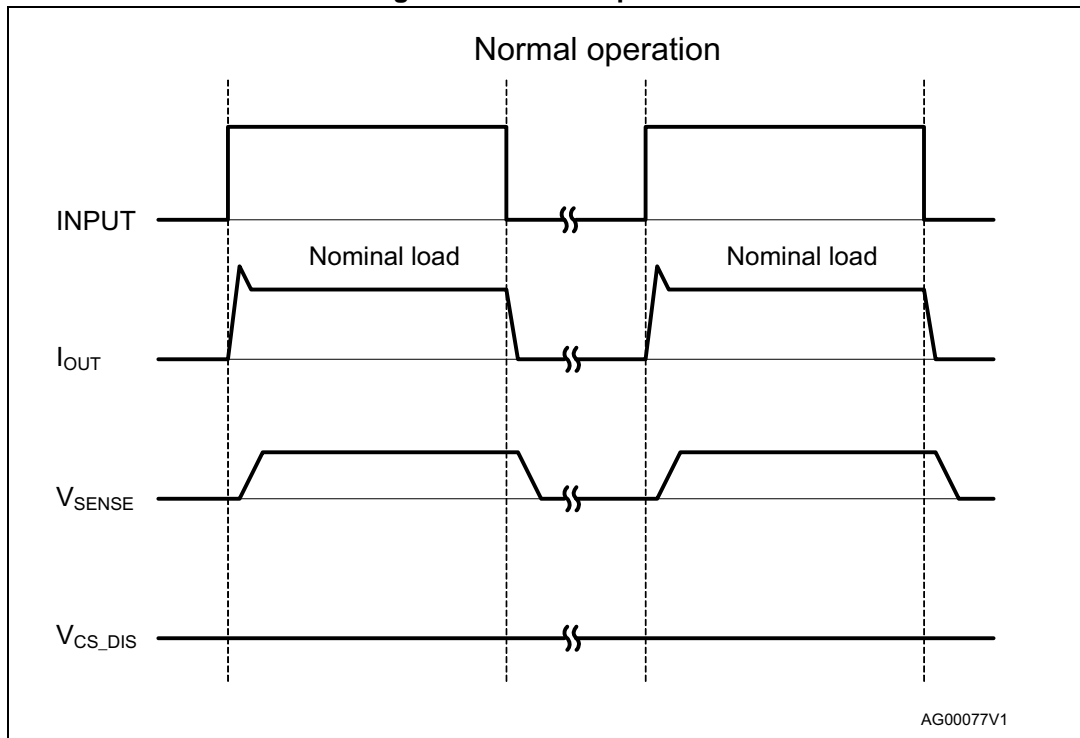 Normal operation
INPUT
Nominal load Nominal load
IOUT
VSENSE
VCS_DIS
AG00077V1